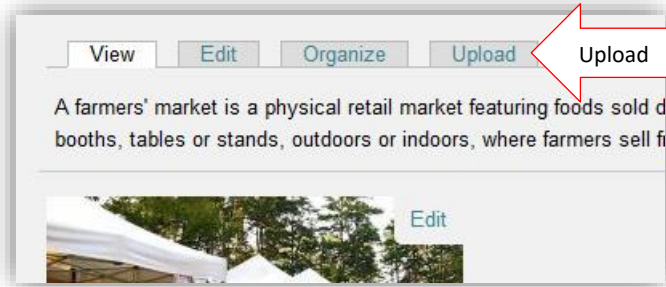 View Edit Organize Upload Upload
A farmers' market is a physical retail market featuring foods sold
booths, tables or stands, outdoors or indoors, where farmers sell
Edit